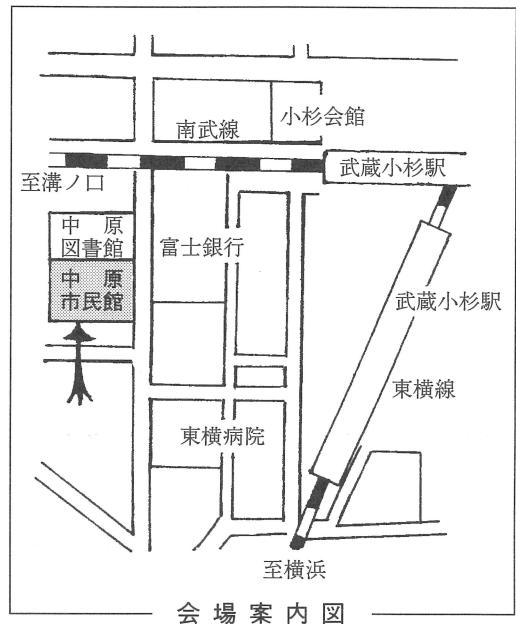 小杉会館
南武線
武蔵小杉駅
至溝ノ口
中原
図書館
富士銀行
中原
市民館
武蔵小杉駅
東横線
東横病院
至横浜
会場案内図